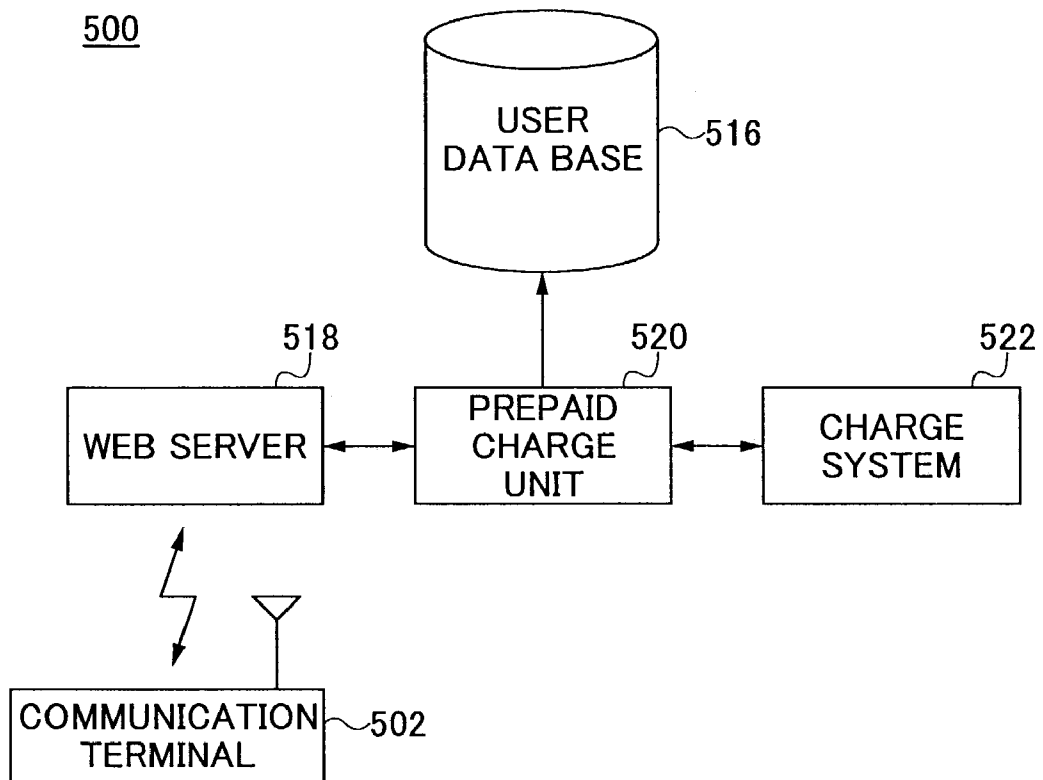 500
USER
DATA BASE
516
518
520
522
WEB SERVER
PREPAID
CHARGE
UNIT
CHARGE
SYSTEM
COMMUNICATION
TERMINAL
502